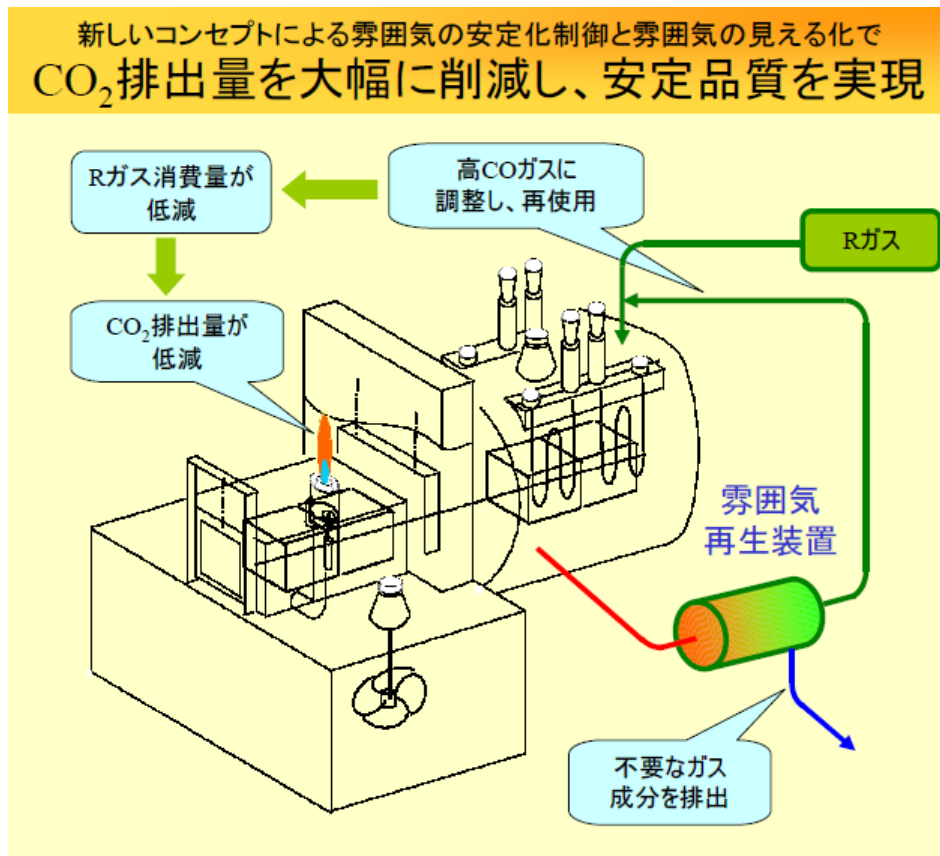 新しいコンセプトによる雰囲気の安定化制御と雰囲気の見える化で
CO₂排出量を大幅に削減し、安定品質を実現
Rガス消費量が
低減
高COガスに
調整し、再使用
Rガス
CO₂排出量が
低減
雰囲気
再生装置
不要なガス
成分を排出